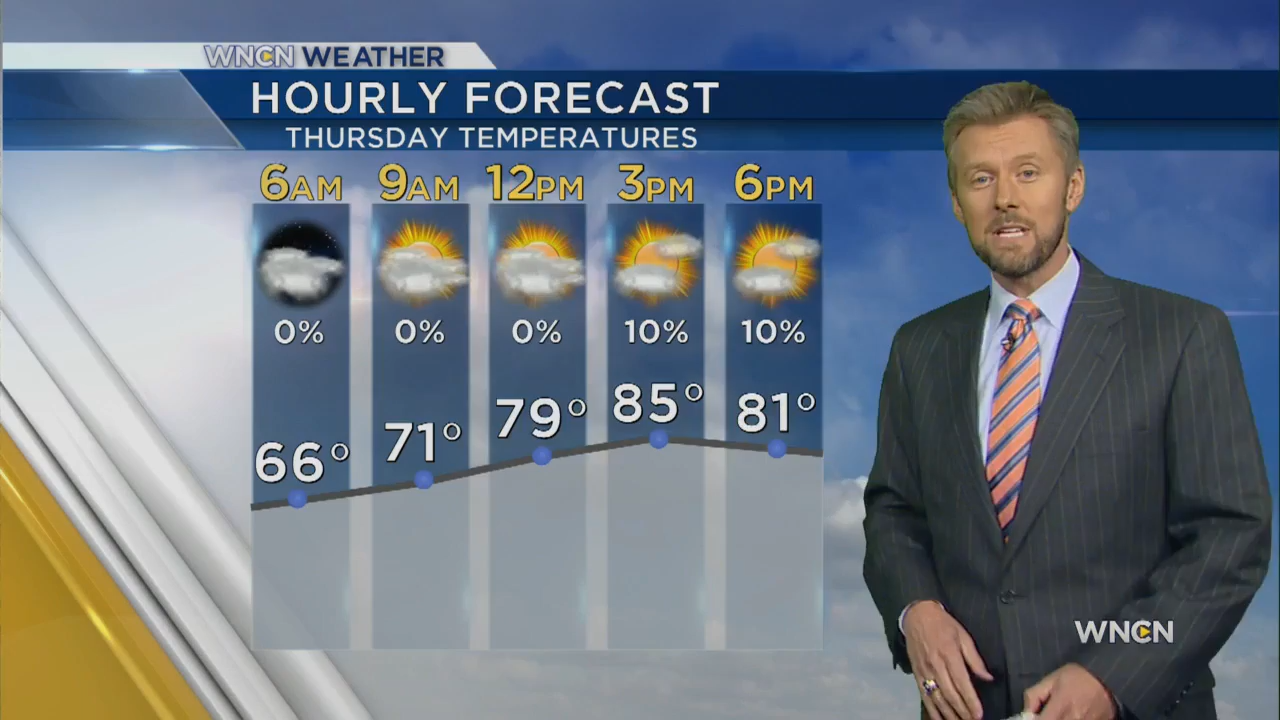 WNCN WEATHER
HOURLY FORECAST
THURSDAY TEMPERATURES
6AM 9AM 12PM 3PM 6PM
0% 0% 0% 10% 10%
66° 71° 79° 85° 81°
WNCN